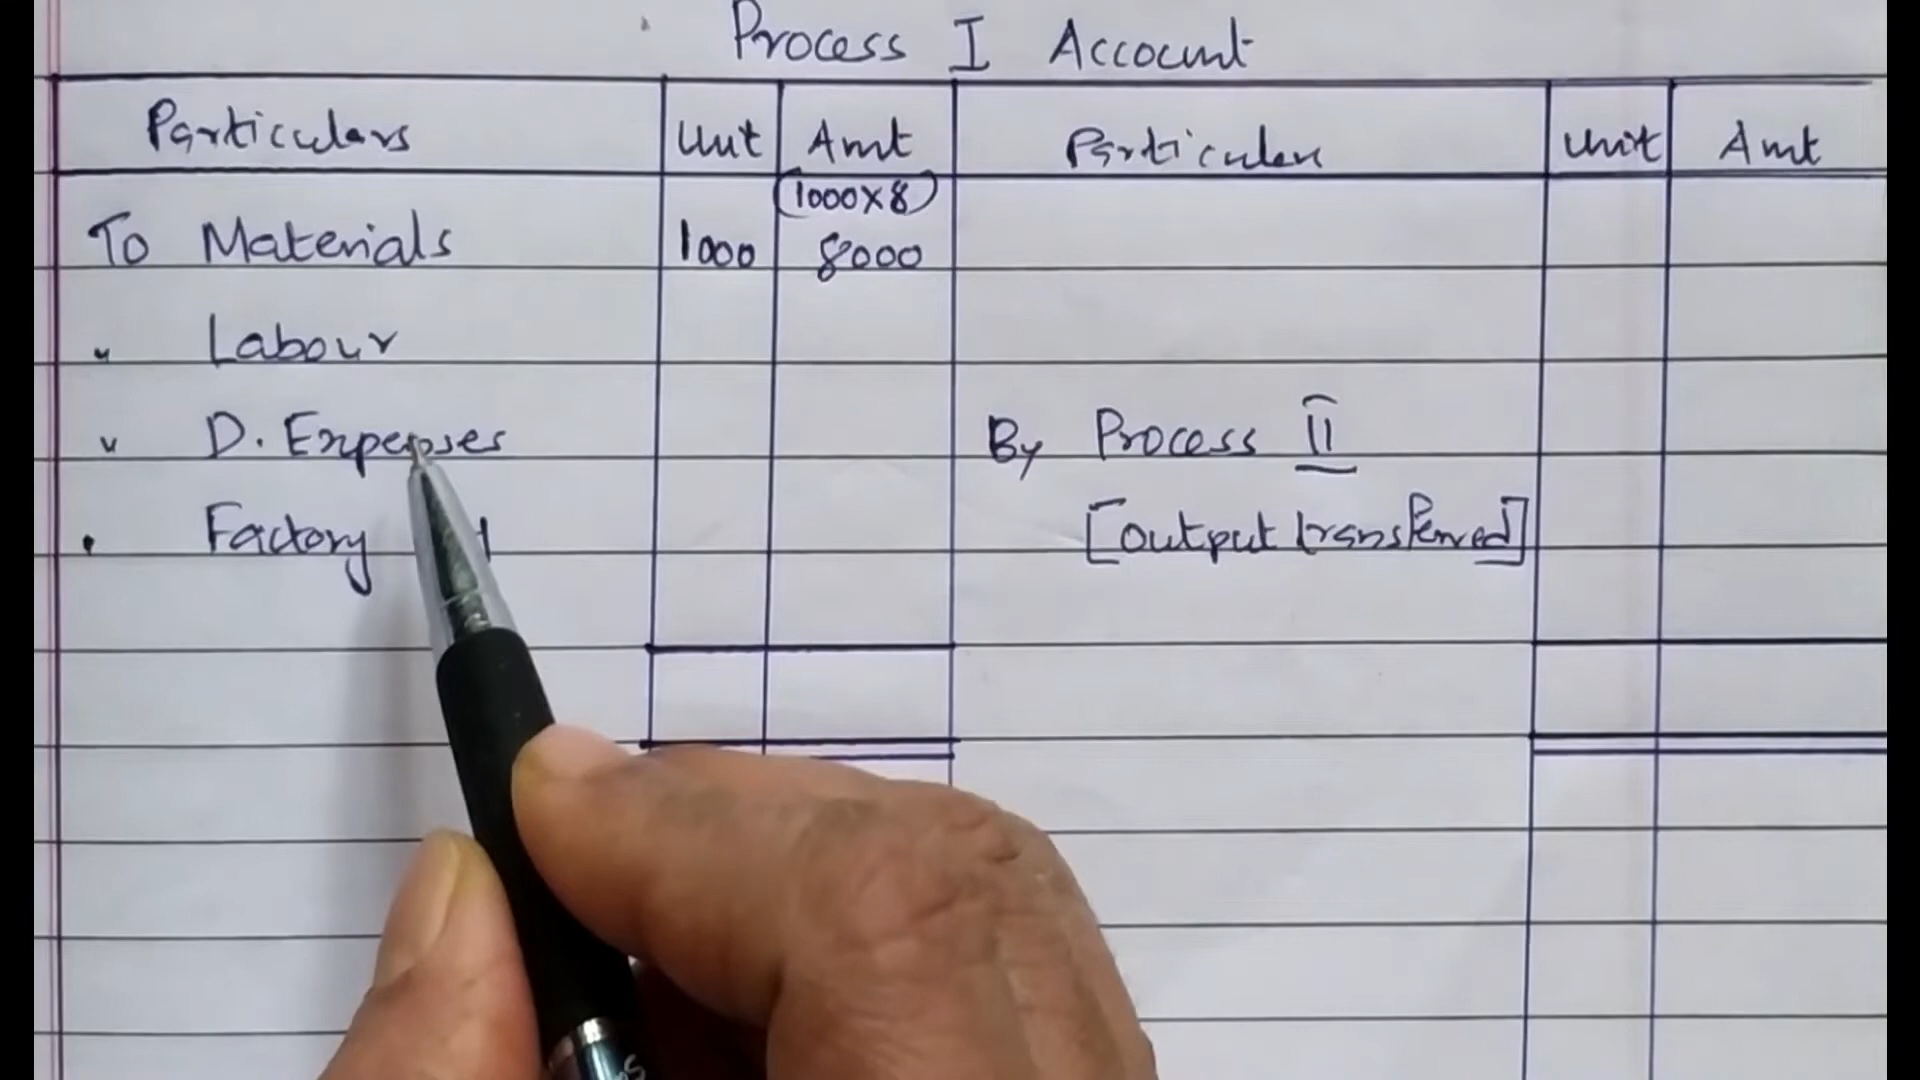 Process I Account
Particulars Unit Amt Particulars Unit Amt
(1000x8)
To Materials 1000 8000
" Labour
" D. Expenses By Process II
" Factory
[Output transferred]